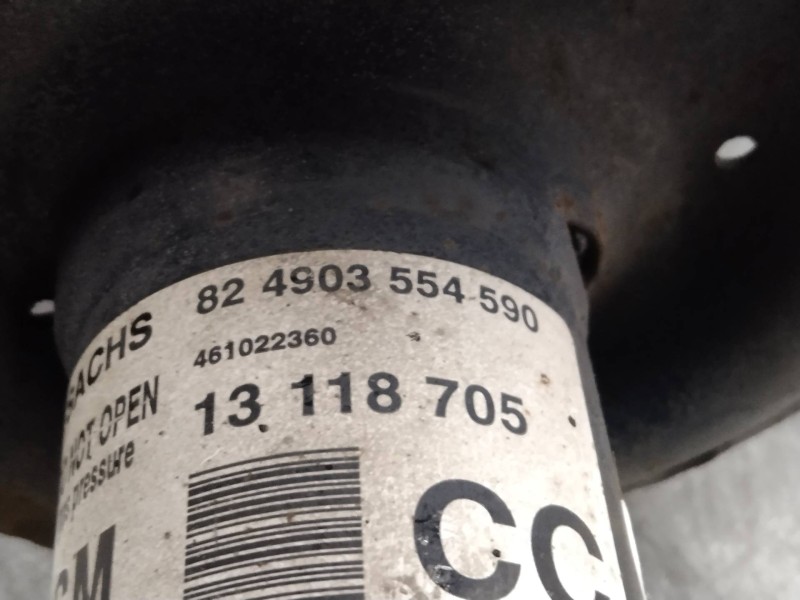 82 4903 554 590
SACHS
461022360
13 118 705
NOT OPEN
pressure
CC